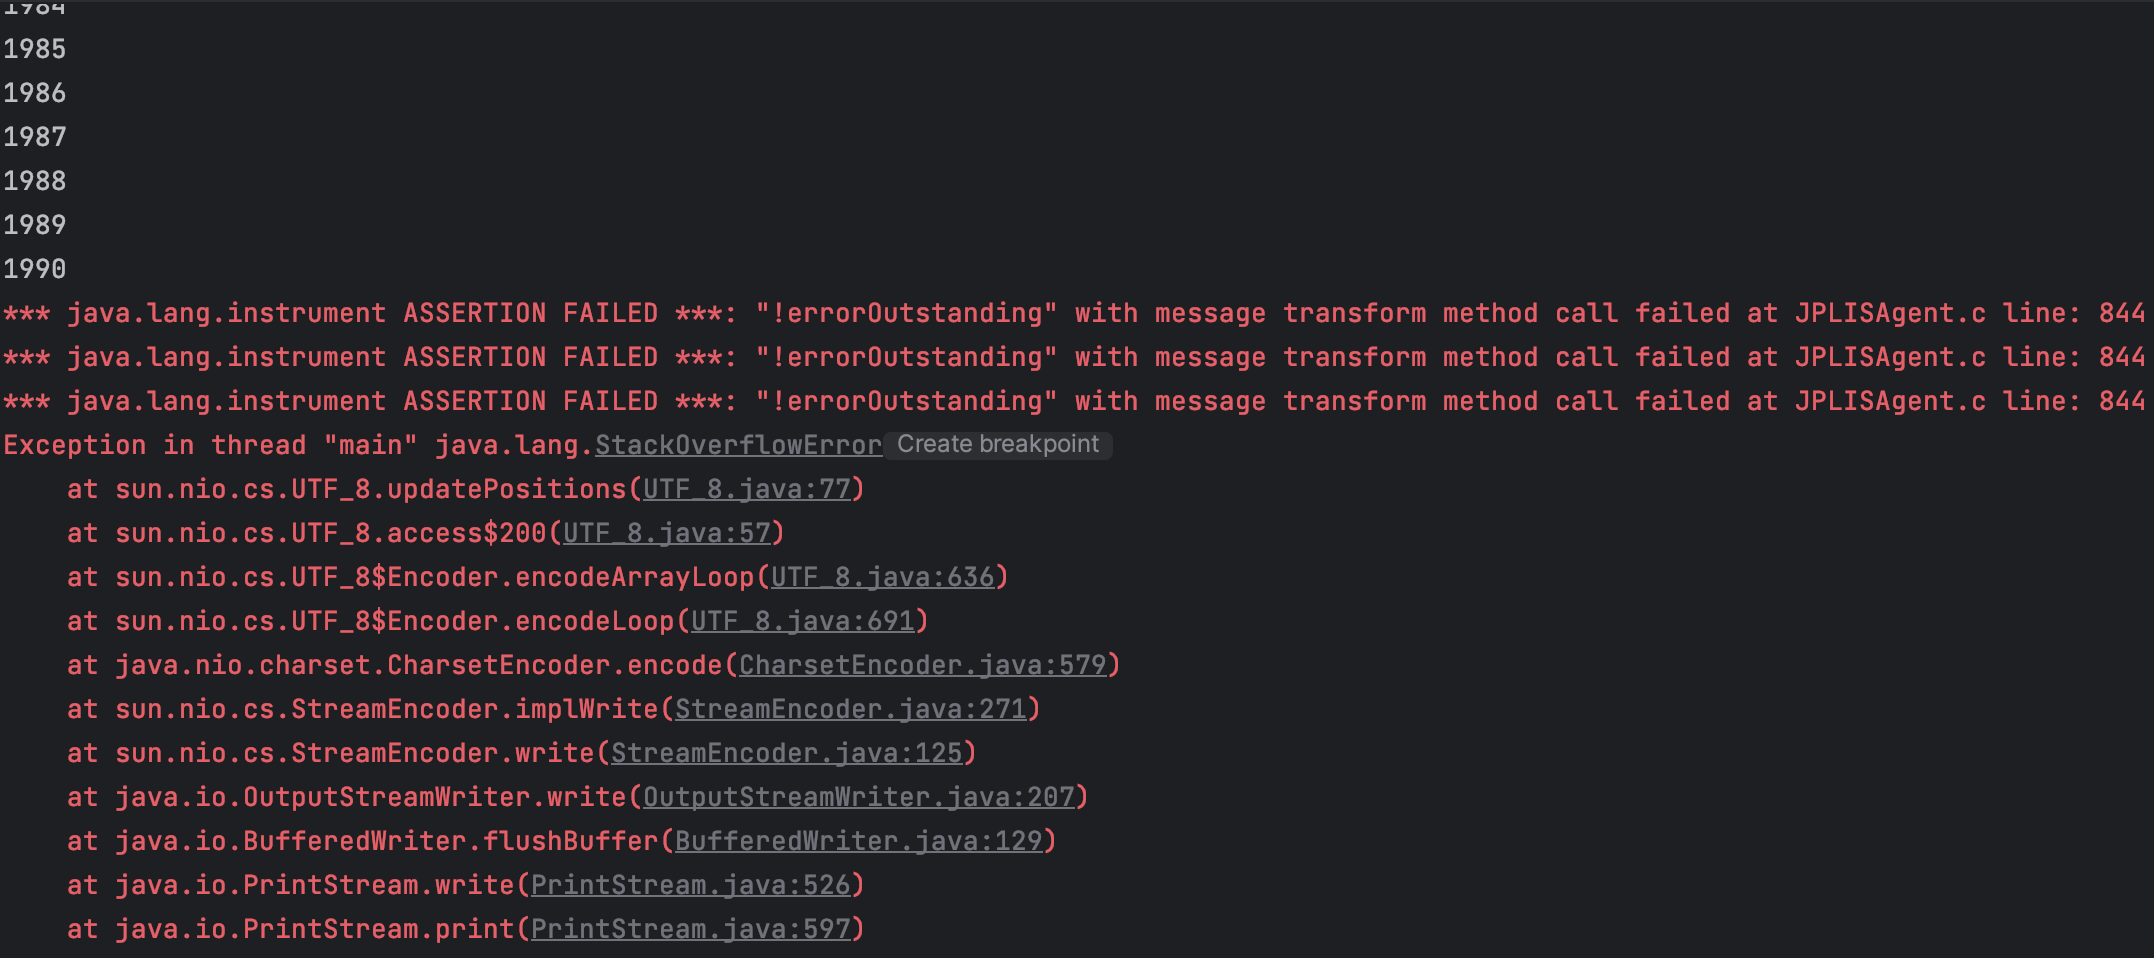 1984
1985
1986
1987
1988
1989
1990
*** java.lang.instrument ASSERTION FAILED ***: "!errorOutstanding" with message transform method call failed at JPLISAgent.c line: 844
*** java.lang.instrument ASSERTION FAILED ***: "!errorOutstanding" with message transform method call failed at JPLISAgent.c line: 844
*** java.lang.instrument ASSERTION FAILED ***: "!errorOutstanding" with message transform method call failed at JPLISAgent.c line: 844
Exception in thread "main" java.lang.StackOverflowError Create breakpoint
    at sun.nio.cs.UTF_8.updatePositions(UTF_8.java:77)
    at sun.nio.cs.UTF_8.access$200(UTF_8.java:57)
    at sun.nio.cs.UTF_8$Encoder.encodeArrayLoop(UTF_8.java:636)
    at sun.nio.cs.UTF_8$Encoder.encodeLoop(UTF_8.java:691)
    at java.nio.charset.CharsetEncoder.encode(CharsetEncoder.java:579)
    at sun.nio.cs.StreamEncoder.implWrite(StreamEncoder.java:271)
    at sun.nio.cs.StreamEncoder.write(StreamEncoder.java:125)
    at java.io.OutputStreamWriter.write(OutputStreamWriter.java:207)
    at java.io.BufferedWriter.flushBuffer(BufferedWriter.java:129)
    at java.io.PrintStream.write(PrintStream.java:526)
    at java.io.PrintStream.print(PrintStream.java:597)